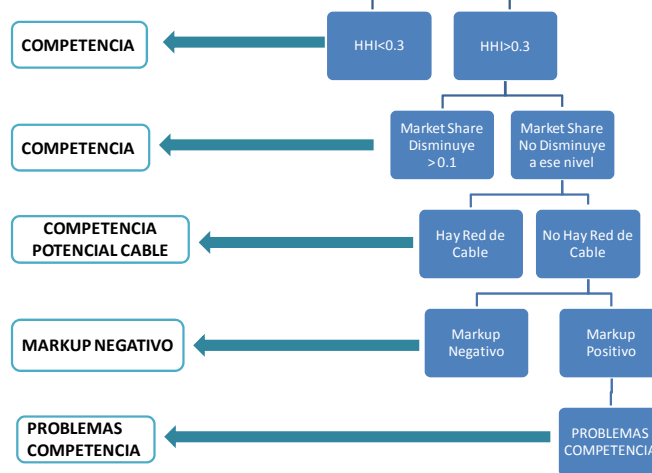 COMPETENCIA
HHI<0.3
HHI>0.3
COMPETENCIA
Market Share
Disminuye
>0.1
Market Share
No Disminuye
a ese nivel
COMPETENCIA
POTENCIAL CABLE
Hay Red de
Cable
No Hay Red de
Cable
MARKUP NEGATIVO
Markup
Negativo
Markup
Positivo
PROBLEMAS
COMPETENCIA
PROBLEMAS
COMPETENCIA